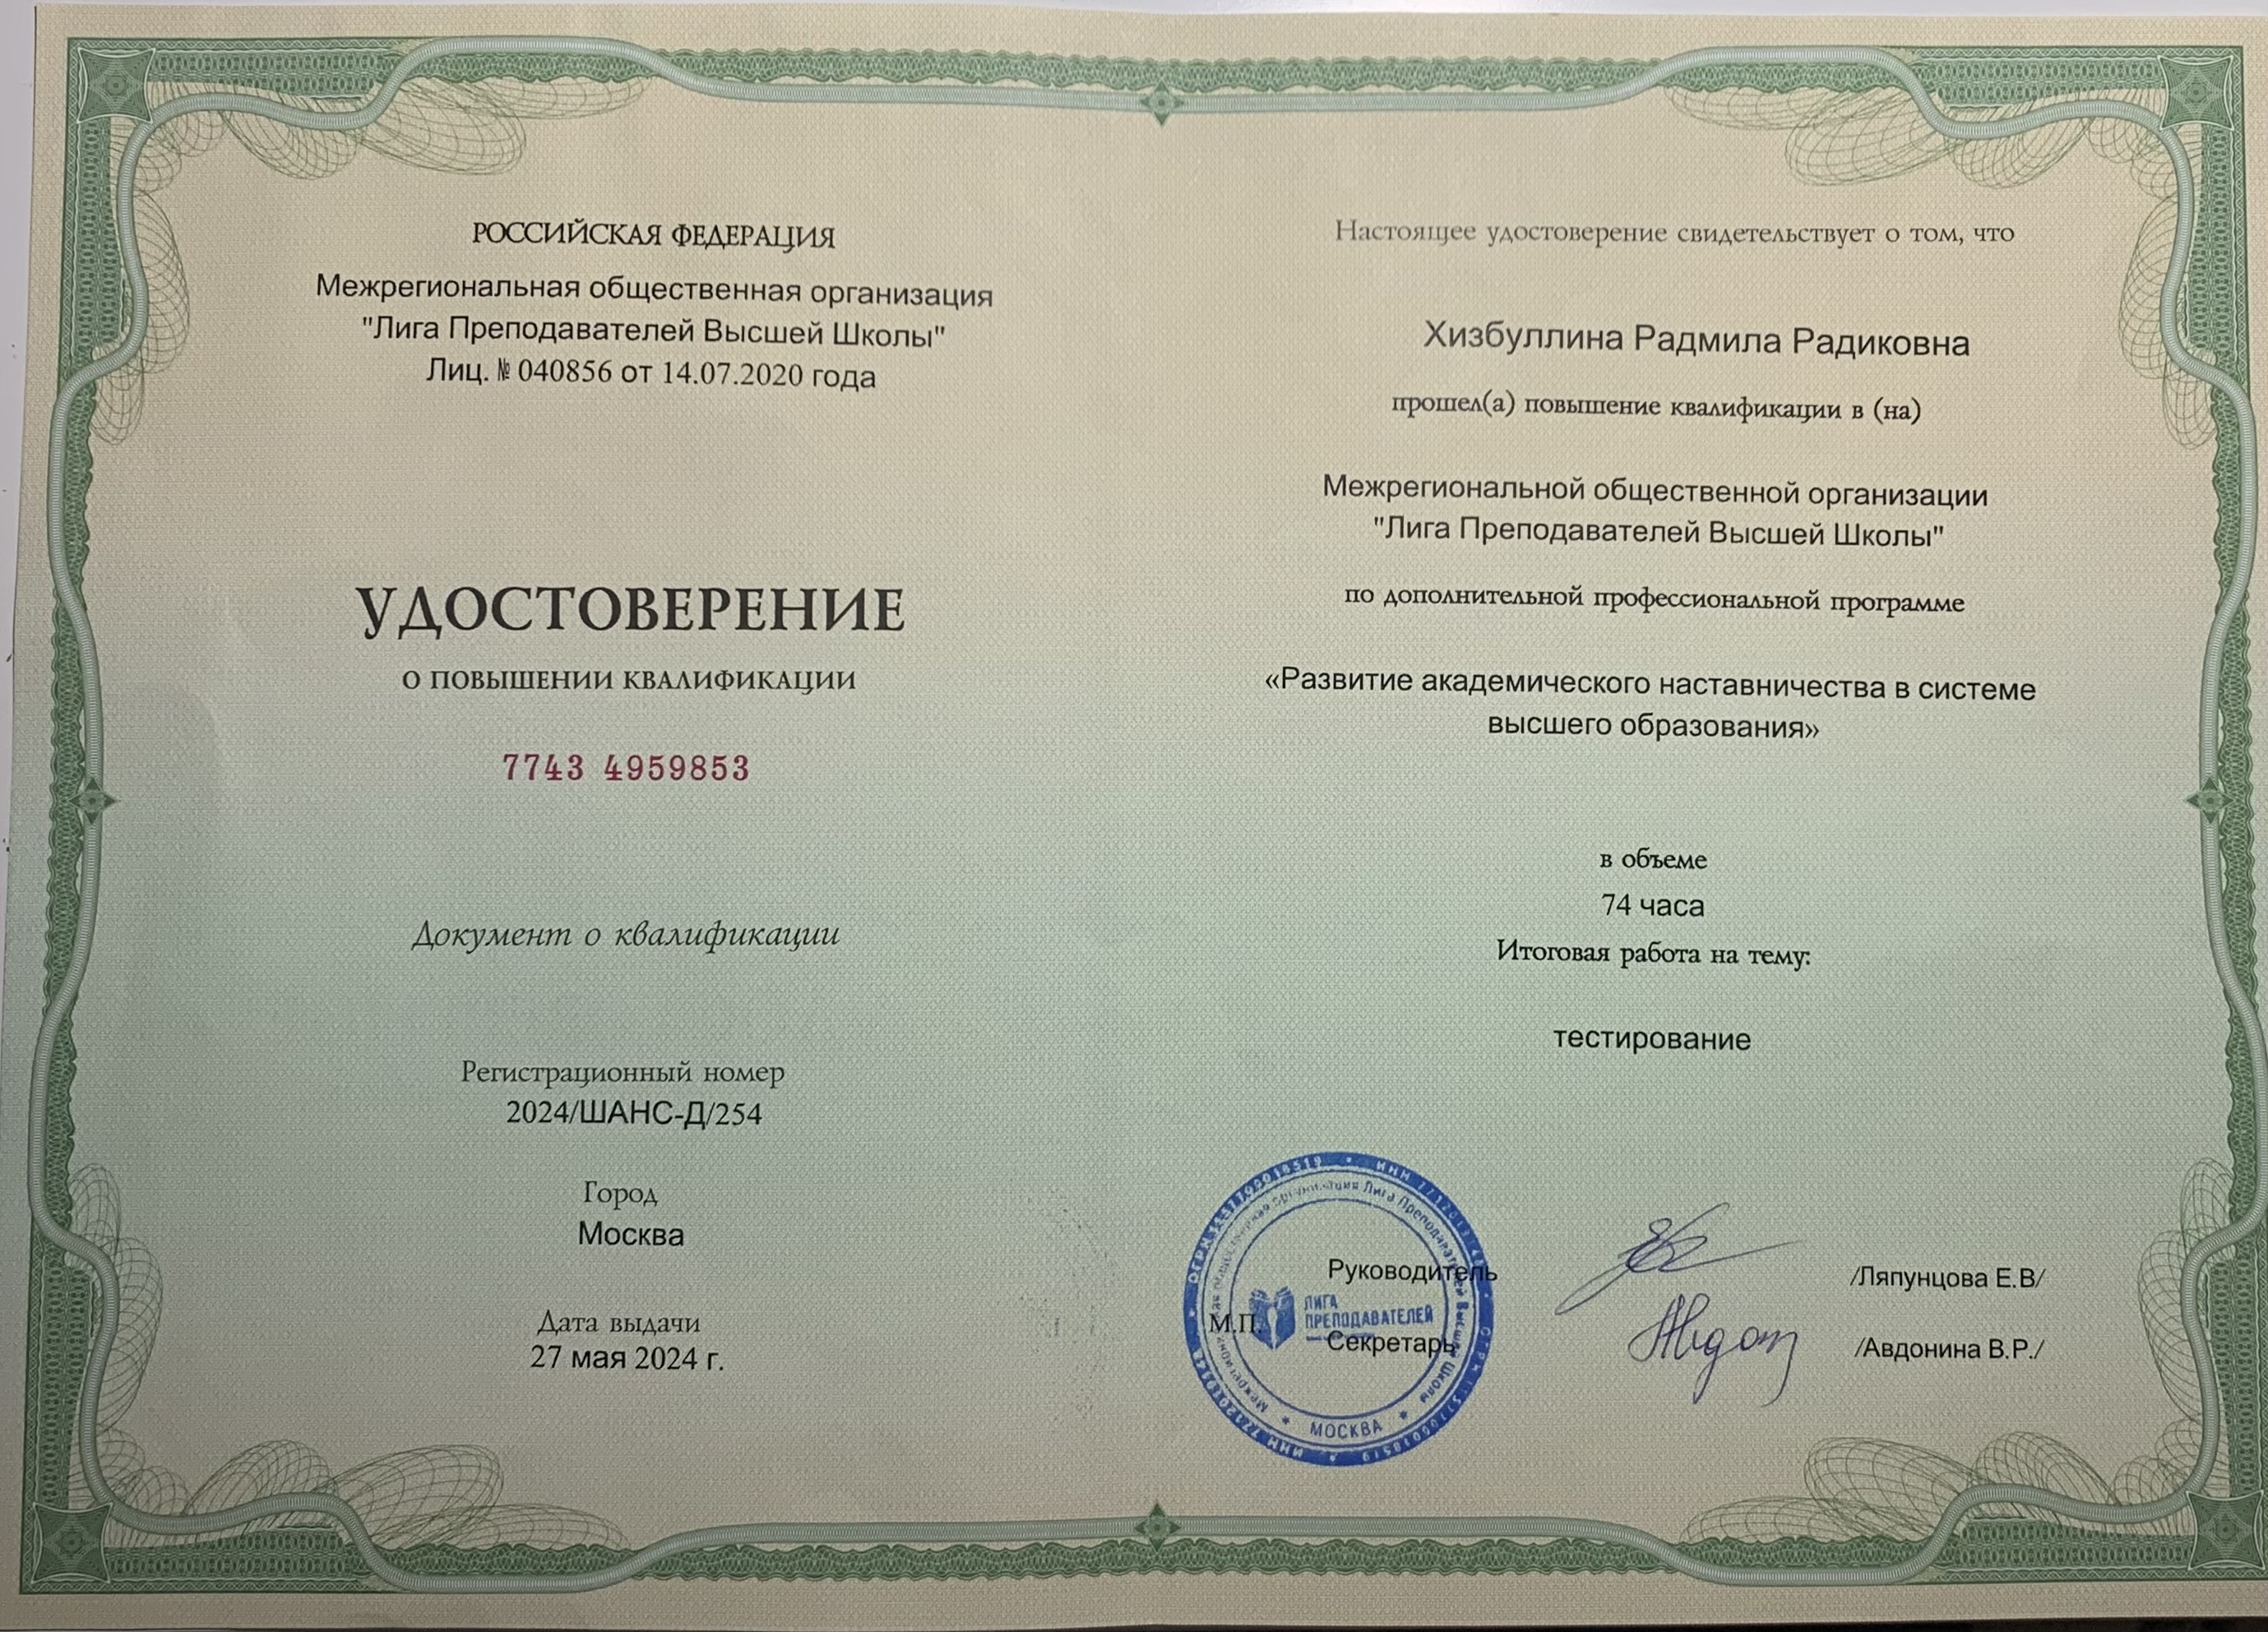 РОССИЙСКАЯ ФЕДЕРАЦИЯ
Межрегиональная общественная организация
"Лига Преподавателей Высшей Школы"
Лиц. № 040856 от 14.07.2020 года
УДОСТОВЕРЕНИЕ
О ПОВЫШЕНИИ КВАЛИФИКАЦИИ
7743 4959853
Документ о квалификации
Регистрационный номер
2024/ШАНС-Д/254
Город
Москва
Дата выдачи
27 мая 2024 г.
Настоящее удостоверение свидетельствует о том, что
Хизбуллина Радмила Радиковна
прошел(а) повышение квалификации в (на)
Межрегиональной общественной организации
"Лига Преподавателей Высшей Школы"
по дополнительной профессиональной программе
«Развитие академического наставничества в системе
высшего образования»
в объеме
74 часа
Итоговая работа на тему:
тестирование
Руководитель
/Ляпунцова Е.В/
М.П.
Секретарь
/Авдонина В.Р./
ЛИГА
ПРЕПОДАВАТЕЛЕЙ
МОСКВА
Лига Преподавателей Высшей Школы